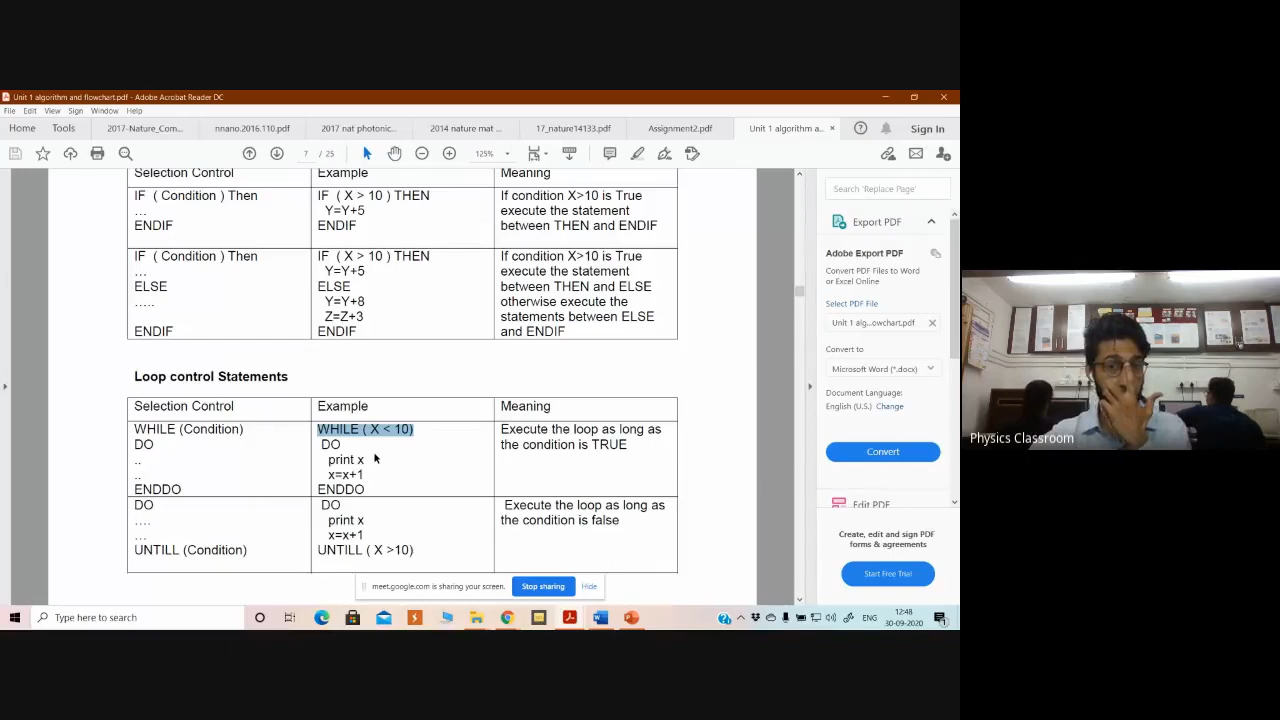 Unit 1 algorithm and flowchart.pdf - Adobe Acrobat Reader DC
File Edit View Sign Window Help
Home Tools 2017-Nature_Com... nnano.2016.110.pdf 2017 nat photonic... 2014 nature mat ... 17_nature14133.pdf Assignment2.pdf Unit 1 algorithm a... × Sign In
7 / 25 125%
Selection Control Example Meaning
IF ( Condition ) Then
...
ENDIF
IF ( X > 10 ) THEN
Y=Y+5
ENDIF
If condition X>10 is True
execute the statement
between THEN and ENDIF
IF ( Condition ) Then
...
ELSE
.....
ENDIF
IF ( X > 10 ) THEN
Y=Y+5
ELSE
Y=Y+8
Z=Z+3
ENDIF
If condition X>10 is True
execute the statement
between THEN and ELSE
otherwise execute the
statements between ELSE
and ENDIF
Loop control Statements
Selection Control Example Meaning
WHILE (Condition)
DO
..
..
ENDDO
WHILE ( X < 10)
DO
print x
x=x+1
ENDDO
Execute the loop as long as
the condition is TRUE
DO
....
...
UNTILL (Condition)
DO
print x
x=x+1
UNTILL ( X >10)
Execute the loop as long as
the condition is false
meet.google.com is sharing your screen. Stop sharing Hide
Search 'Replace Page'
Export PDF
Adobe Export PDF
Convert PDF Files to Word
or Excel Online
Select PDF File
Unit 1 alg...owchart.pdf
Convert to
Microsoft Word (*.docx)
Document Language:
English (U.S.) Change
Convert
Edit PDF
Create, edit and sign PDF
forms & agreements
Start Free Trial
Type here to search
ENG
12:48
30-09-2020
Physics Classroom